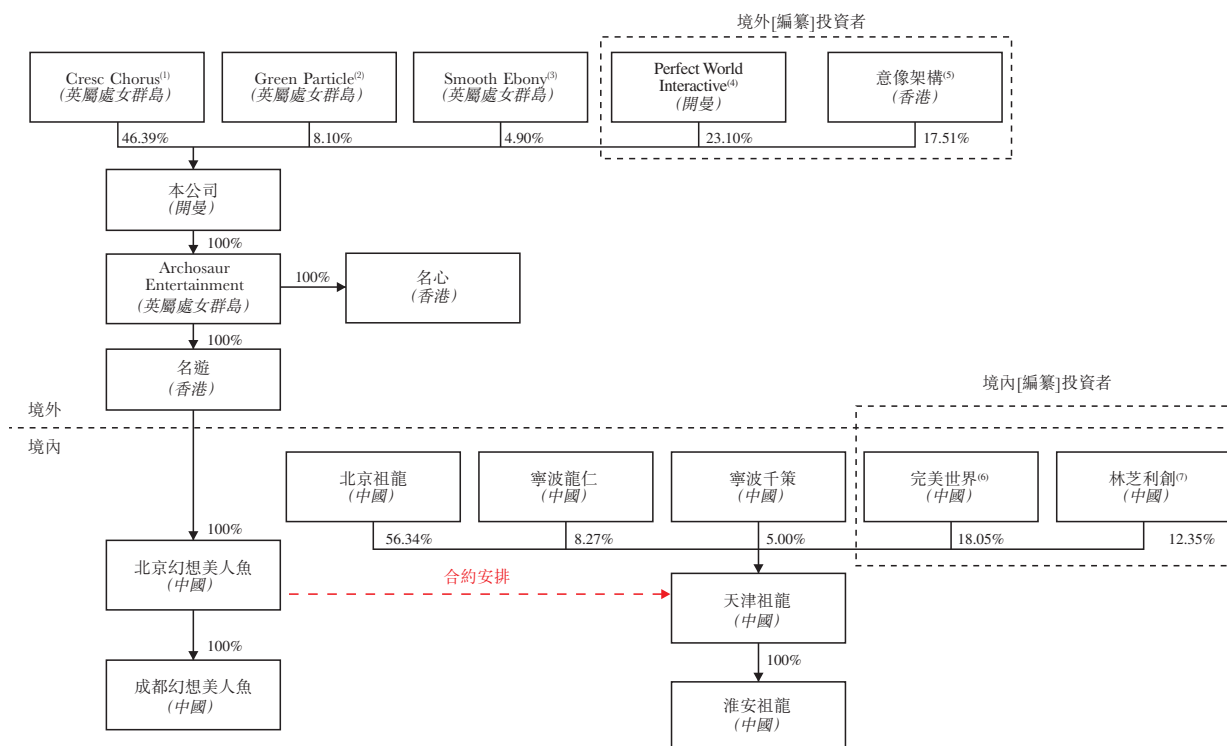 境外[編纂]投資者
Cresc Chorus(1)
(英屬處女群島)
Green Particle(2)
(英屬處女群島)
Smooth Ebony(3)
(英屬處女群島)
Perfect World
Interactive(4)
(開曼)
意像架構(5)
(香港)
46.39%
8.10%
4.90%
23.10%
17.51%
本公司
(開曼)
100%
Archosaur
Entertainment
(英屬處女群島)
100%
名心
(香港)
100%
名遊
(香港)
境內[編纂]投資者
境外
境內
北京祖龍
(中國)
寧波龍仁
(中國)
寧波千策
(中國)
完美世界(6)
(中國)
林芝利創(7)
(中國)
100%
56.34%
8.27%
5.00%
18.05%
12.35%
北京幻想美人魚
(中國)
合約安排
天津祖龍
(中國)
100%
100%
成都幻想美人魚
(中國)
淮安祖龍
(中國)